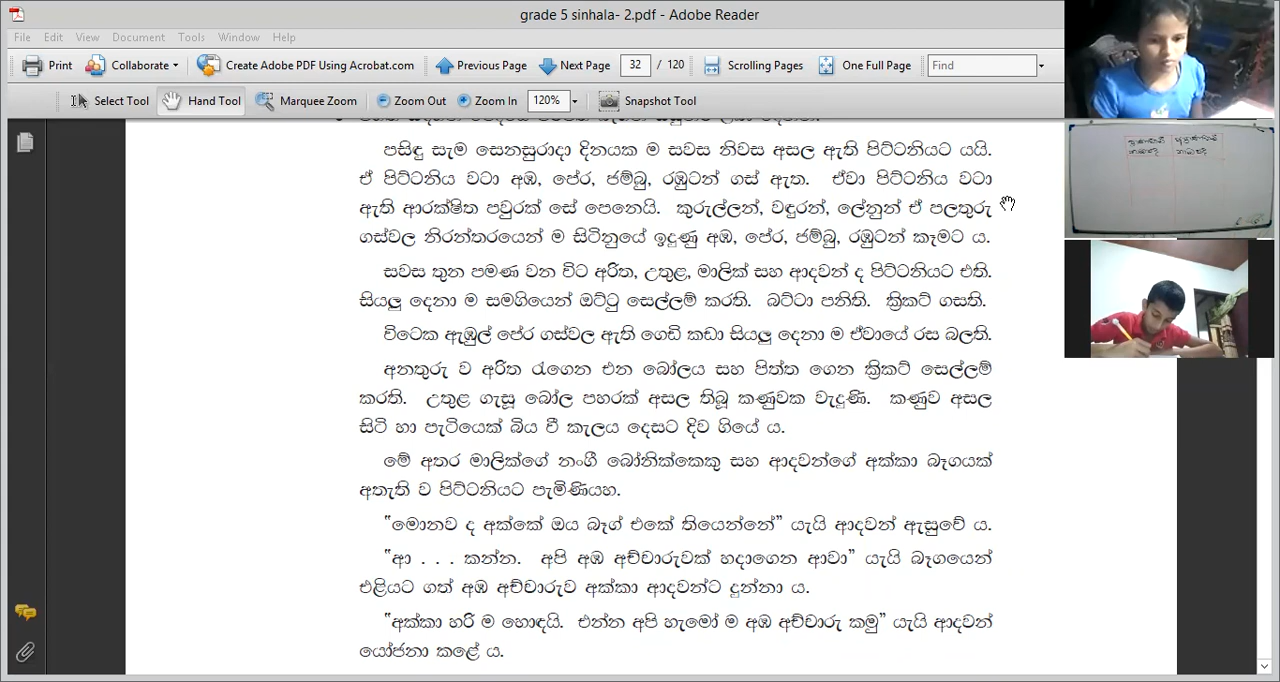 grade 5 sinhala- 2.pdf - Adobe Reader
File Edit View Document Tools Window Help
Print Collaborate Create Adobe PDF Using Acrobat.com Previous Page Next Page 32 / 120 Scrolling Pages One Full Page Find
Select Tool Hand Tool Marquee Zoom Zoom Out Zoom In 120% Snapshot Tool
පසිඳු සැම සෙනසුරාදා දිනයක ම සවස නිවස අසල ඇති පිට්ටනියට යයි.
ඒ පිට්ටනිය වටා අඹ, පේර, ජම්බු, රඹුටන් ගස් ඇත. ඒවා පිට්ටනිය වටා
ඇති ආරක්ෂිත පවුරක් සේ පෙනෙයි. කුරුල්ලන්, වඳුරන්, ලේනුන් ඒ පලතුරු
ගස්වල නිරන්තරයෙන් ම සිටිනුයේ ඉදුණු අඹ, පේර, ජම්බු, රඹුටන් කෑමට ය.
සවස තුන පමණ වන විට අරිත, උතුළ, මාලික් සහ ආදවන් ද පිට්ටනියට එති.
සියලු දෙනා ම සමගියෙන් ඔට්ටු සෙල්ලම් කරති. බට්ටා පනිති. ක්‍රිකට් ගසති.
විටෙක ඇඹුල් පේර ගස්වල ඇති ගෙඩි කඩා සියලු දෙනා ම ඒවායේ රස බලති.
අනතුරු ව අරිත රැගෙන එන බෝලය සහ පිත්ත ගෙන ක්‍රිකට් සෙල්ලම්
කරති. උතුළ ගැසූ බෝල පහරක් අසල තිබූ කණුවක වැදුණි. කණුව අසල
සිටි හා පැටියෙක් බිය වී කැලය දෙසට දිව ගියේ ය.
මේ අතර මාලික්ගේ නංගී බෝනික්කෙකු සහ ආදවන්ගේ අක්කා බෑගයක්
අතැති ව පිට්ටනියට පැමිණියහ.
"මොනව ද අක්කේ ඔය බෑග් එකේ තියෙන්නේ" යැයි ආදවන් ඇසුවේ ය.
"ආ . . . කන්න. අපි අඹ අච්චාරුවක් හදාගෙන ආවා" යැයි බෑගයෙන්
එළියට ගත් අඹ අච්චාරුව අක්කා ආදවන්ට දුන්නා ය.
"අක්කා හරි ම හොඳයි. එන්න අපි හැමෝ ම අඹ අච්චාරු කමු" යැයි ආදවන්
යෝජනා කළේ ය.